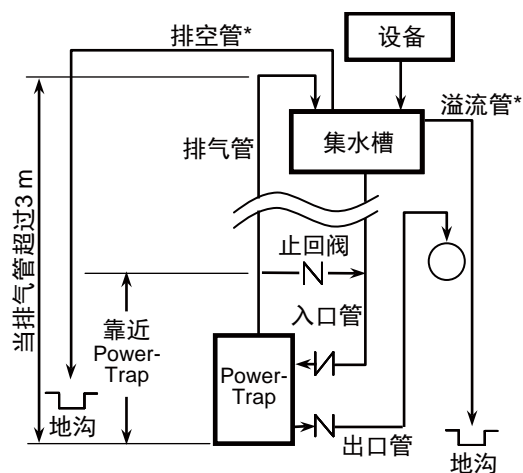 排空管*
设备
溢流管*
集水槽
排气管
当排气管超过3 m
止回阀
入口管
靠近
Power-
Trap
Power-
Trap
地沟
出口管
地沟